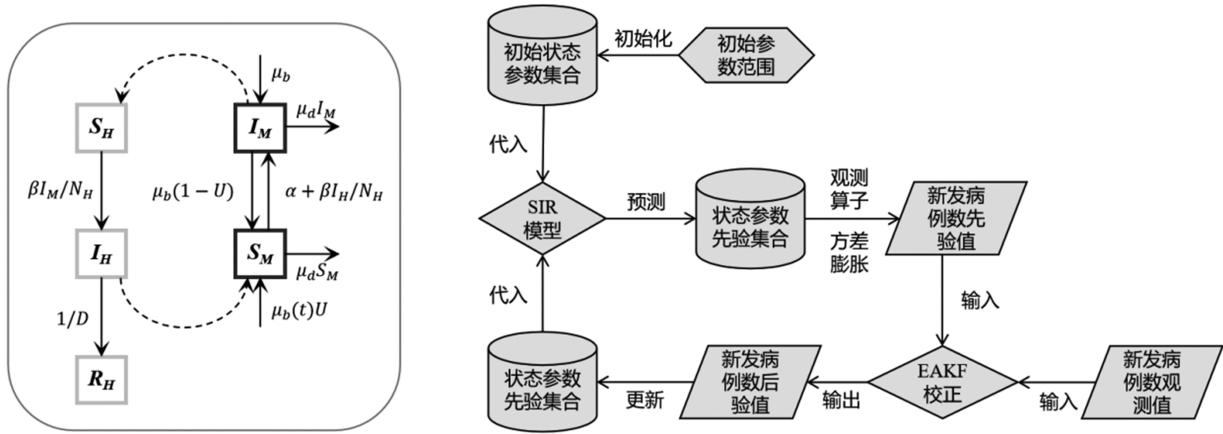 μ_b
S_H
I_M
μ_d I_M
βI_M/N_H
μ_b(1 − U)
α + βI_H/N_H
I_H
S_M
μ_d S_M
1/D
μ_b(t)U
R_H
初始状态
参数集合
初始化
初始参
数范围
代入
SIR
模型
预测
状态参数
先验集合
观测
算子
方差
膨胀
新发病
例数先
验值
代入
输入
状态参数
先验集合
更新
新发病
例数后
验值
输出
EAKF
校正
输入
新发病
例数观
测值